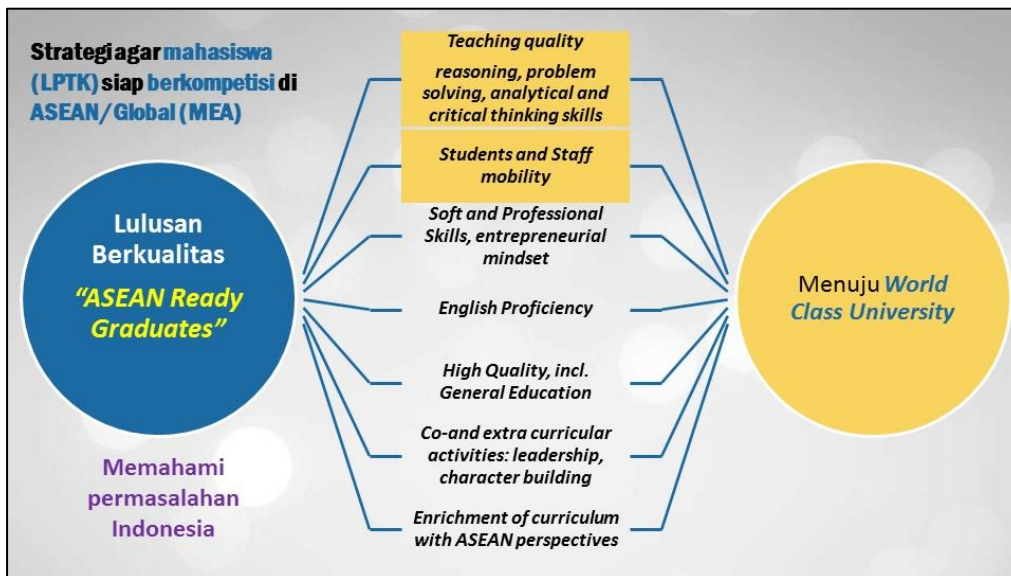 Strategi agar mahasiswa
(LPTK) siap berkompetisi di
ASEAN/Global (MEA)
Lulusan
Berkualitas
“ASEAN Ready
Graduates”
Memahami
permasalahan
Indonesia
Teaching quality
reasoning, problem
solving, analytical and
critical thinking skills
Students and Staff
mobility
Soft and Professional
Skills, entrepreneurial
mindset
English Proficiency
High Quality, incl.
General Education
Co-and extra curricular
activities: leadership,
character building
Enrichment of curriculum
with ASEAN perspectives
Menuju World
Class University